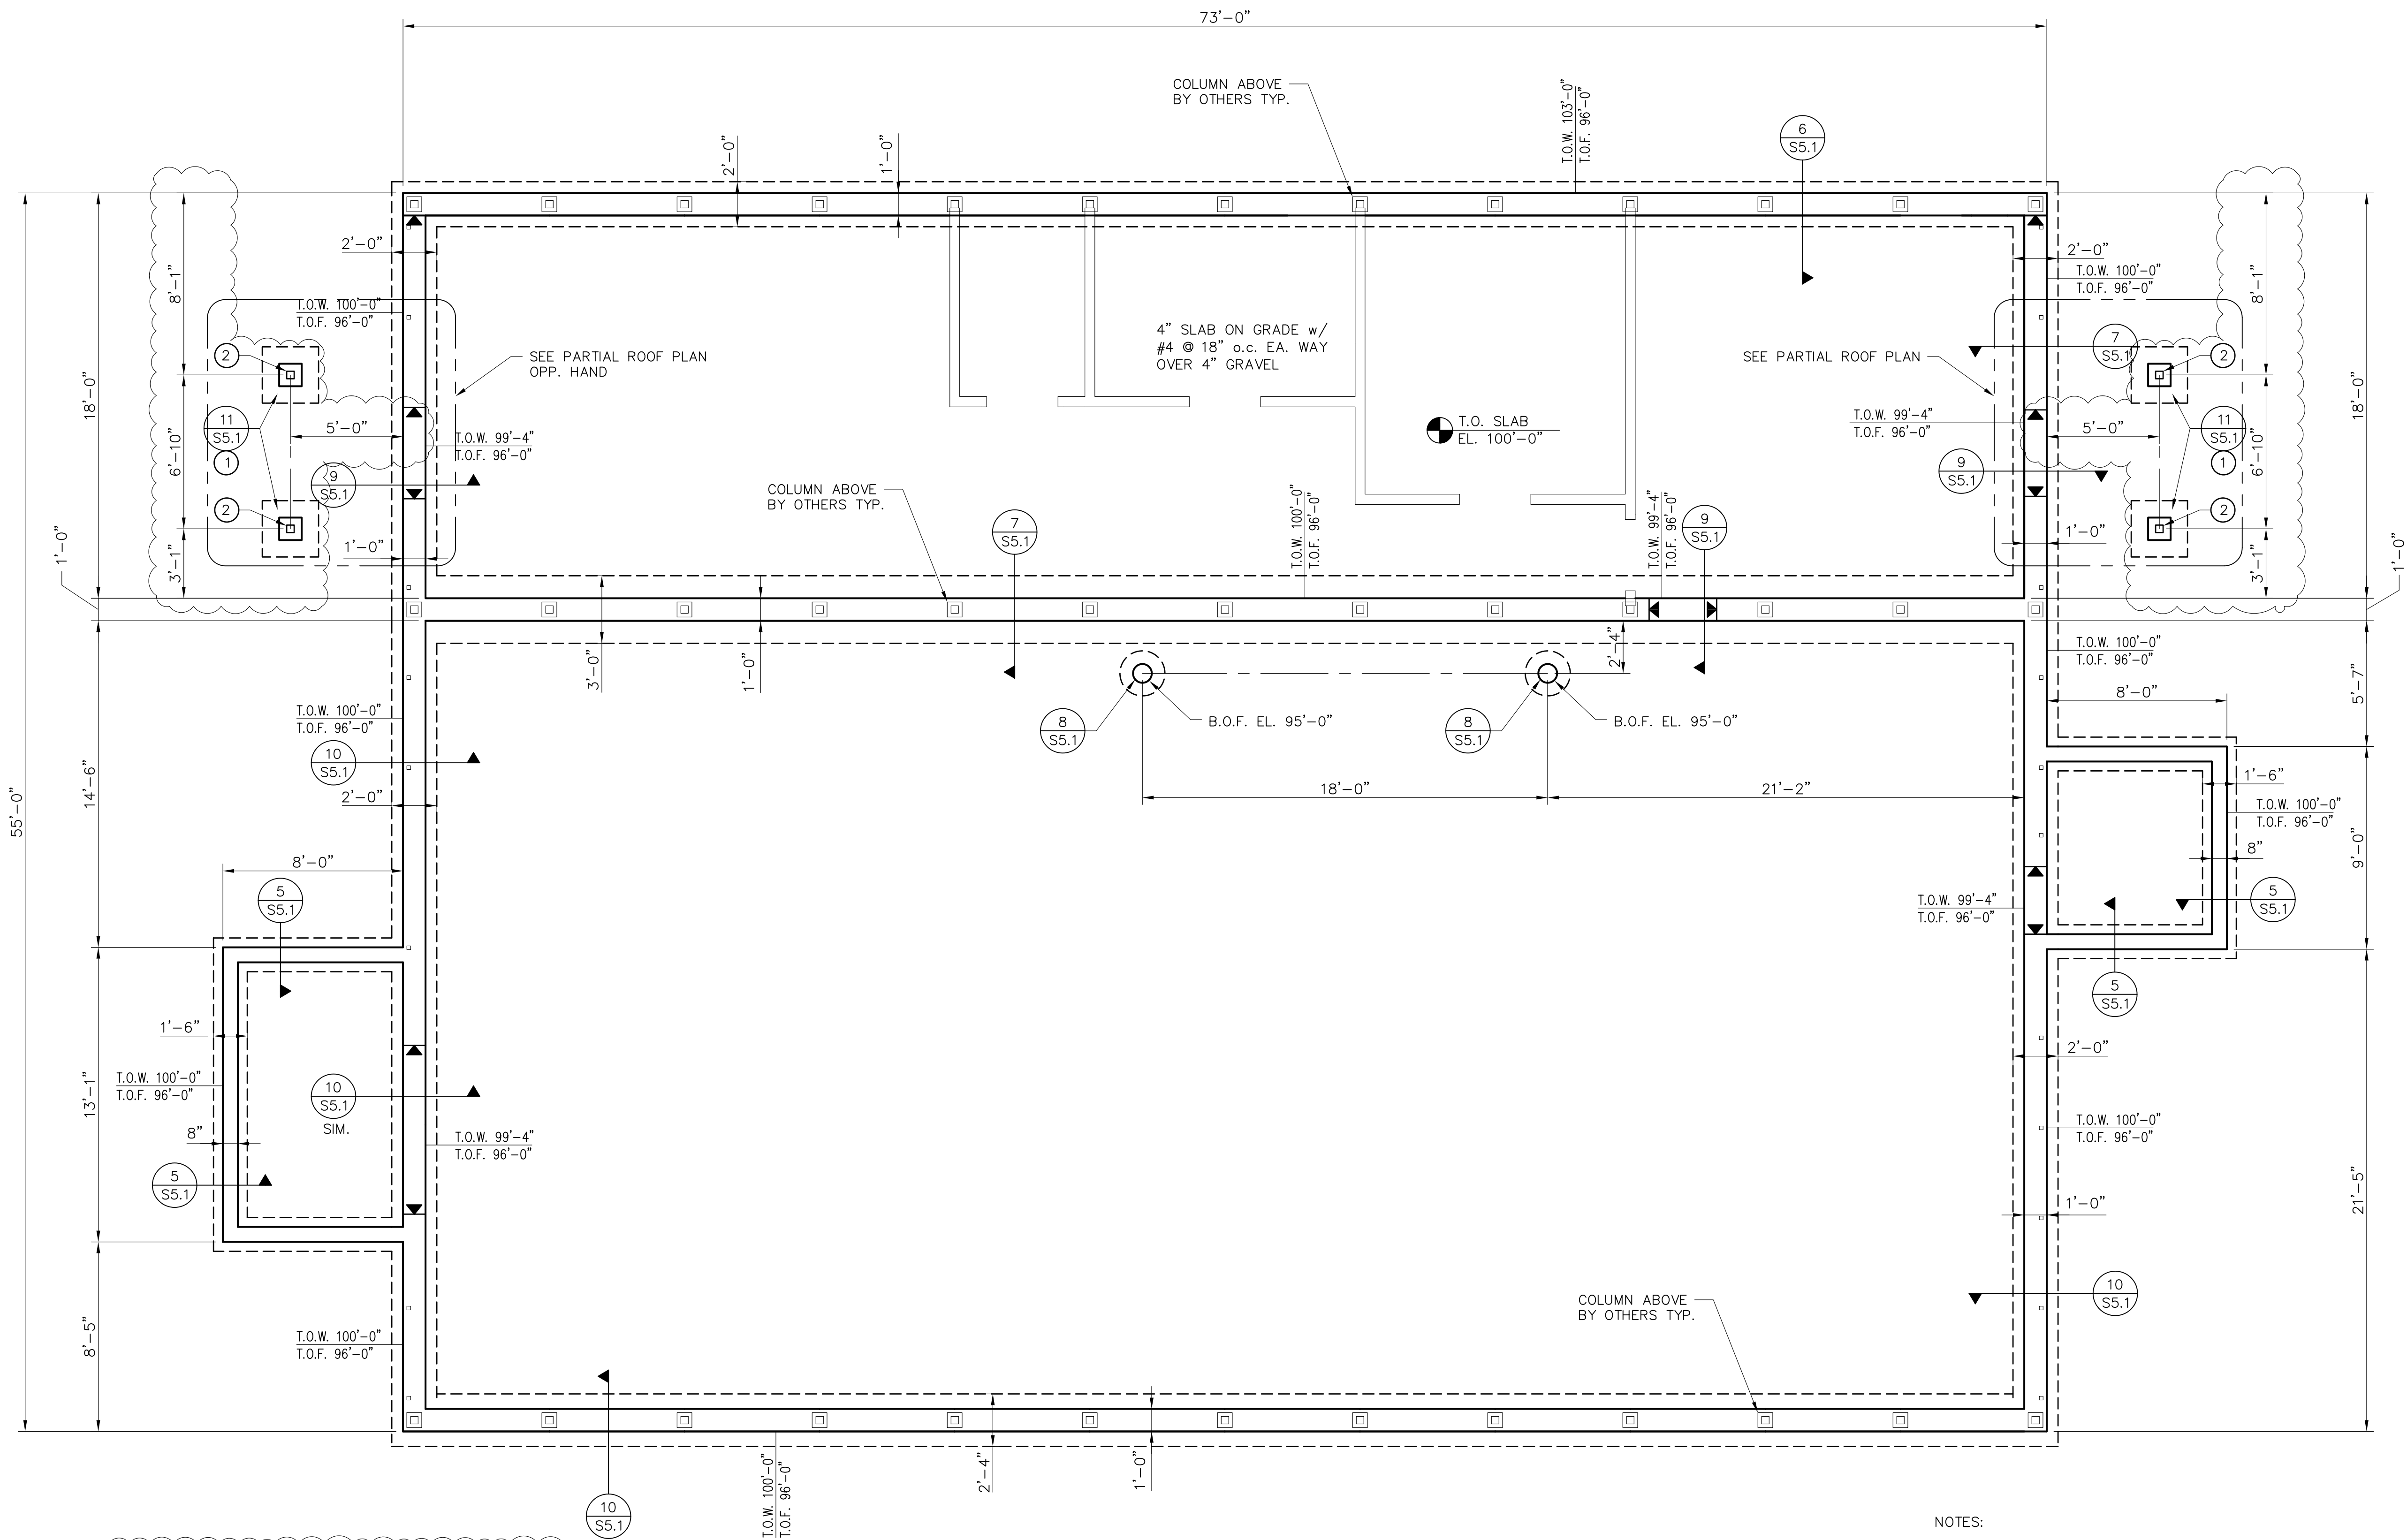 73'-0"
COLUMN ABOVE
BY OTHERS TYP.
T.O.W. 103'-0"
T.O.F. 96'-0"
6
S5.1
2'-0"
1'-0"
8'-1"
18'-0"
2'-0"
T.O.W. 100'-0"
T.O.F. 96'-0"
2
SEE PARTIAL ROOF PLAN
OPP. HAND
4" SLAB ON GRADE w/
#4 @ 18" o.c. EA. WAY
OVER 4" GRAVEL
SEE PARTIAL ROOF PLAN
2'-0"
T.O.W. 100'-0"
T.O.F. 96'-0"
8'-1"
18'-0"
7
S5.1
2
11
S5.1
1
5'-0"
6'-10"
T.O.W. 99'-4"
T.O.F. 96'-0"
T.O. SLAB
EL. 100'-0"
T.O.W. 99'-4"
T.O.F. 96'-0"
5'-0"
11
S5.1
1
6'-10"
9
S5.1
9
S5.1
2
COLUMN ABOVE
BY OTHERS TYP.
7
S5.1
T.O.W. 100'-0"
T.O.F. 96'-0"
T.O.W. 99'-4"
T.O.F. 96'-0"
9
S5.1
2
1'-0"
3'-1"
1'-0"
1'-0"
3'-1"
1'-0"
3'-0"
1'-0"
2'-4"
T.O.W. 100'-0"
T.O.F. 96'-0"
8'-0"
5'-7"
T.O.W. 100'-0"
T.O.F. 96'-0"
8
S5.1
B.O.F. EL. 95'-0"
8
S5.1
B.O.F. EL. 95'-0"
10
S5.1
14'-6"
2'-0"
18'-0"
21'-2"
1'-6"
T.O.W. 100'-0"
T.O.F. 96'-0"
55'-0"
8'-0"
8"
9'-0"
5
S5.1
T.O.W. 99'-4"
T.O.F. 96'-0"
5
S5.1
5
S5.1
1'-6"
2'-0"
T.O.W. 100'-0"
T.O.F. 96'-0"
13'-1"
10
S5.1
SIM.
8"
T.O.W. 99'-4"
T.O.F. 96'-0"
T.O.W. 100'-0"
T.O.F. 96'-0"
5
S5.1
1'-0"
21'-5"
10
S5.1
COLUMN ABOVE
BY OTHERS TYP.
T.O.W. 100'-0"
T.O.F. 96'-0"
8'-5"
2'-4"
1'-0"
T.O.W. 100'-0"
T.O.F. 96'-0"
10
S5.1
NOTES: